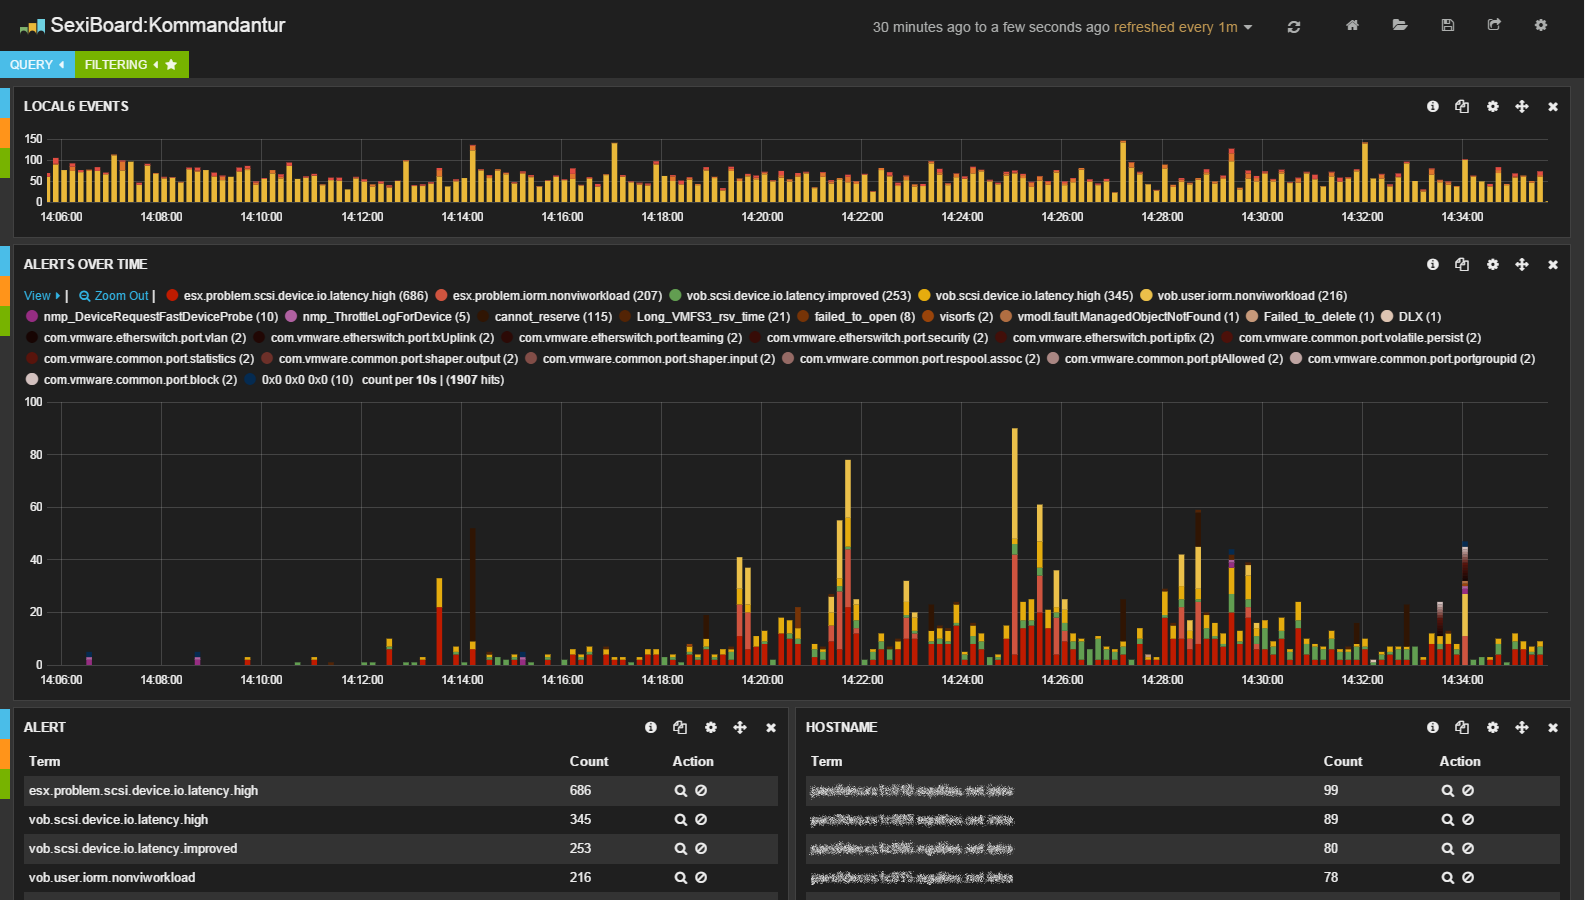 SexiBoard:Kommandantur
30 minutes ago to a few seconds ago refreshed every 1m
QUERY FILTERING
LOCAL6 EVENTS
150
100
50
0
14:06:00 14:08:00 14:10:00 14:12:00 14:14:00 14:16:00 14:18:00 14:20:00 14:22:00 14:24:00 14:26:00 14:28:00 14:30:00 14:32:00 14:34:00
ALERTS OVER TIME
View | Zoom Out | esx.problem.scsi.device.io.latency.high (686) esx.problem.iorm.nonviworkload (207) vob.scsi.device.io.latency.improved (253) vob.scsi.device.io.latency.high (345) vob.user.iorm.nonviworkload (216)
nmp_DeviceRequestFastDeviceProbe (10) nmp_ThrottleLogForDevice (5) cannot_reserve (115) Long_VMFS3_rsv_time (21) failed_to_open (8) visorfs (2) vmodl.fault.ManagedObjectNotFound (1) Failed_to_delete (1) DLX (1)
com.vmware.etherswitch.port.vlan (2) com.vmware.etherswitch.port.txUplink (2) com.vmware.etherswitch.port.teaming (2) com.vmware.etherswitch.port.security (2) com.vmware.etherswitch.port.ipfix (2) com.vmware.common.port.volatile.persist (2)
com.vmware.common.port.statistics (2) com.vmware.common.port.shaper.output (2) com.vmware.common.port.shaper.input (2) com.vmware.common.port.respool.assoc (2) com.vmware.common.port.ptAllowed (2) com.vmware.common.port.portgroupid (2)
com.vmware.common.port.block (2) 0x0 0x0 0x0 (10) count per 10s | (1907 hits)
100
80
60
40
20
0
14:06:00 14:08:00 14:10:00 14:12:00 14:14:00 14:16:00 14:18:00 14:20:00 14:22:00 14:24:00 14:26:00 14:28:00 14:30:00 14:32:00 14:34:00
ALERT
Term Count Action
esx.problem.scsi.device.io.latency.high 686
vob.scsi.device.io.latency.high 345
vob.scsi.device.io.latency.improved 253
vob.user.iorm.nonviworkload 216
HOSTNAME
Term Count Action
99
89
80
78